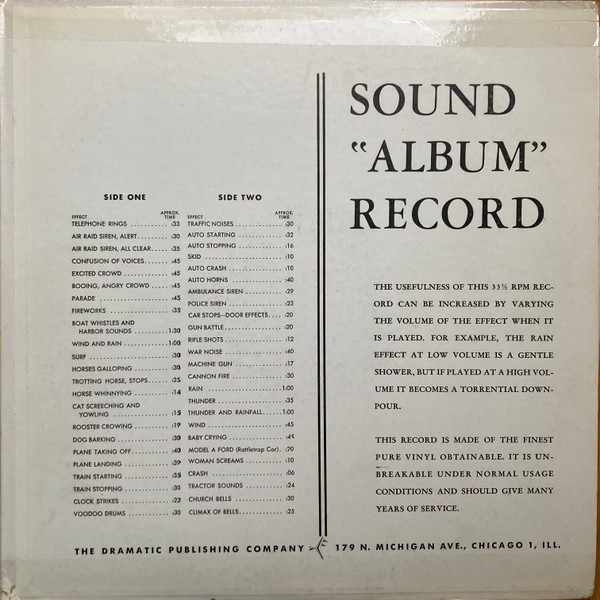 SOUND
“ALBUM”
RECORD
SIDE ONE
EFFECT APPROX. TIME
TELEPHONE RINGS :33
AIR RAID SIREN, ALERT :30
AIR RAID SIREN, ALL CLEAR :35
CONFUSION OF VOICES :45
EXCITED CROWD :45
BOOING, ANGRY CROWD :45
PARADE :45
FIREWORKS :35
BOAT WHISTLES AND
HARBOR SOUNDS 1:30
WIND AND RAIN 1:00
SURF :30
HORSES GALLOPING :30
TROTTING HORSE, STOPS :25
HORSE WHINNYING :14
CAT SCREECHING AND
YOWLING :15
ROOSTER CROWING :19
DOG BARKING :30
PLANE TAKING OFF :40
PLANE LANDING :39
TRAIN STARTING :35
TRAIN STOPPING :30
CLOCK STRIKES :22
VOODOO DRUMS :30
SIDE TWO
EFFECT APPROX. TIME
TRAFFIC NOISES :30
AUTO STARTING :32
AUTO STOPPING :16
SKID :10
AUTO CRASH :10
AUTO HORNS :40
AMBULANCE SIREN :29
POLICE SIREN :23
CAR STOPS—DOOR EFFECTS :20
GUN BATTLE :20
RIFLE SHOTS :12
WAR NOISE :40
MACHINE GUN :17
CANNON FIRE :30
RAIN 1:00
THUNDER :35
THUNDER AND RAINFALL 1:00
WIND :45
BABY CRYING :45
MODEL A FORD (Rattletrap Car) :20
WOMAN SCREAMS :10
CRASH :06
TRACTOR SOUNDS :24
CHURCH BELLS :30
CLIMAX OF BELLS :25
THE USEFULNESS OF THIS 33⅓ RPM REC-
ORD CAN BE INCREASED BY VARYING
THE VOLUME OF THE EFFECT WHEN IT
IS PLAYED. FOR EXAMPLE, THE RAIN
EFFECT AT LOW VOLUME IS A GENTLE
SHOWER, BUT IF PLAYED AT A HIGH VOL-
UME IT BECOMES A TORRENTIAL DOWN-
POUR.
THIS RECORD IS MADE OF THE FINEST
PURE VINYL OBTAINABLE. IT IS UN-
BREAKABLE UNDER NORMAL USAGE
CONDITIONS AND SHOULD GIVE MANY
YEARS OF SERVICE.
THE DRAMATIC PUBLISHING COMPANY 179 N. MICHIGAN AVE., CHICAGO 1, ILL.